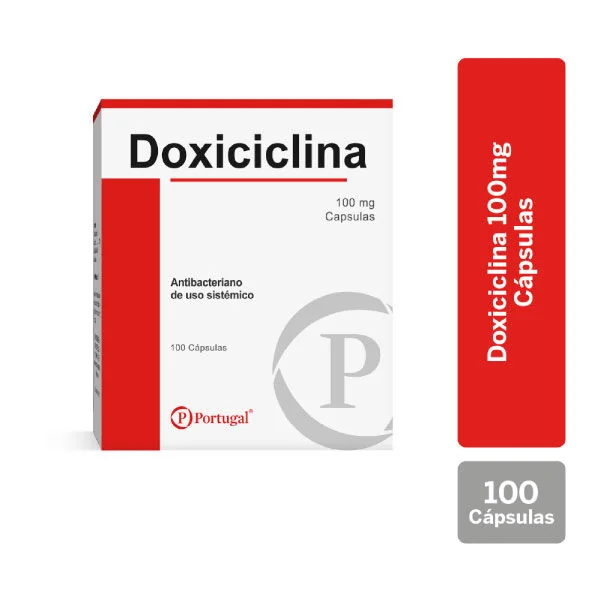 Doxiciclina
100 mg
Capsulas
Antibacteriano
de uso sistémico
100 Cápsulas
P Portugal®
P
Doxiciclina 100mg
Cápsulas
100
Cápsulas